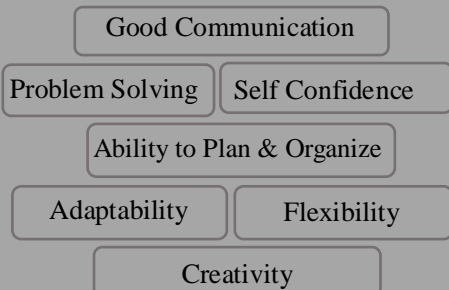 Good Communication
Problem Solving
Self Confidence
Ability to Plan & Organize
Adaptability
Flexibility
Creativity